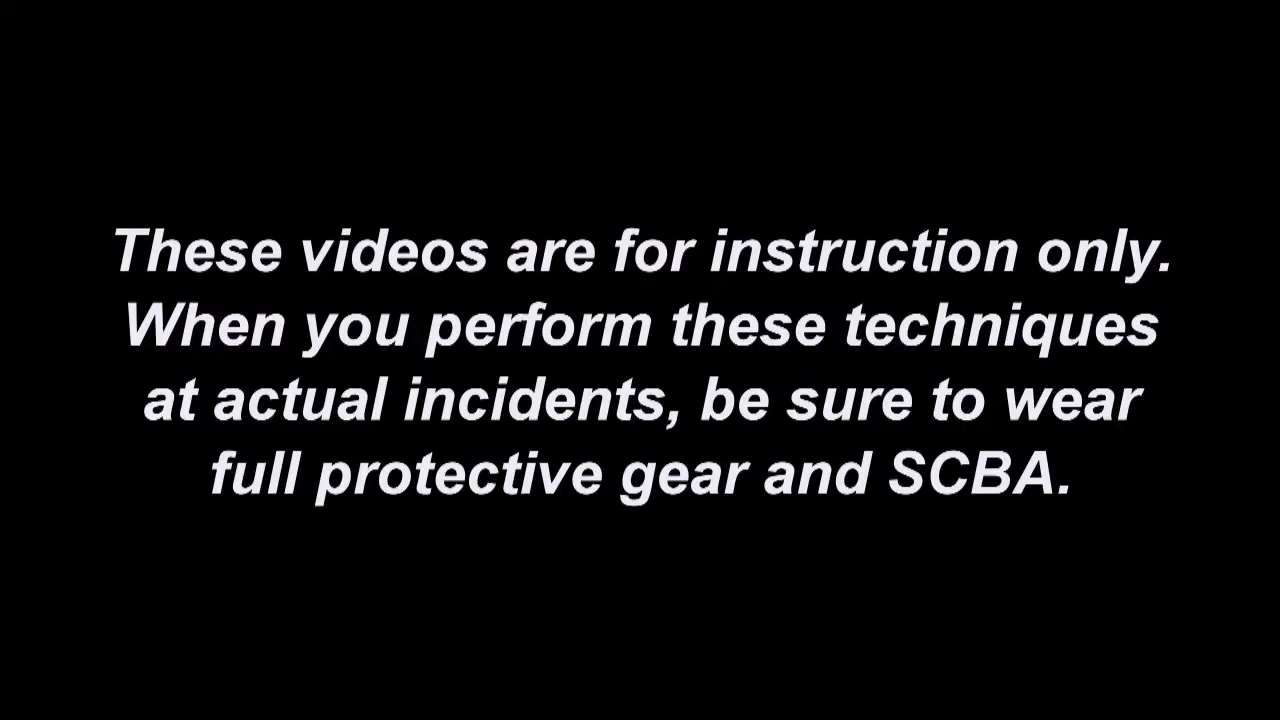 These videos are for instruction only.
When you perform these techniques
at actual incidents, be sure to wear
full protective gear and SCBA.